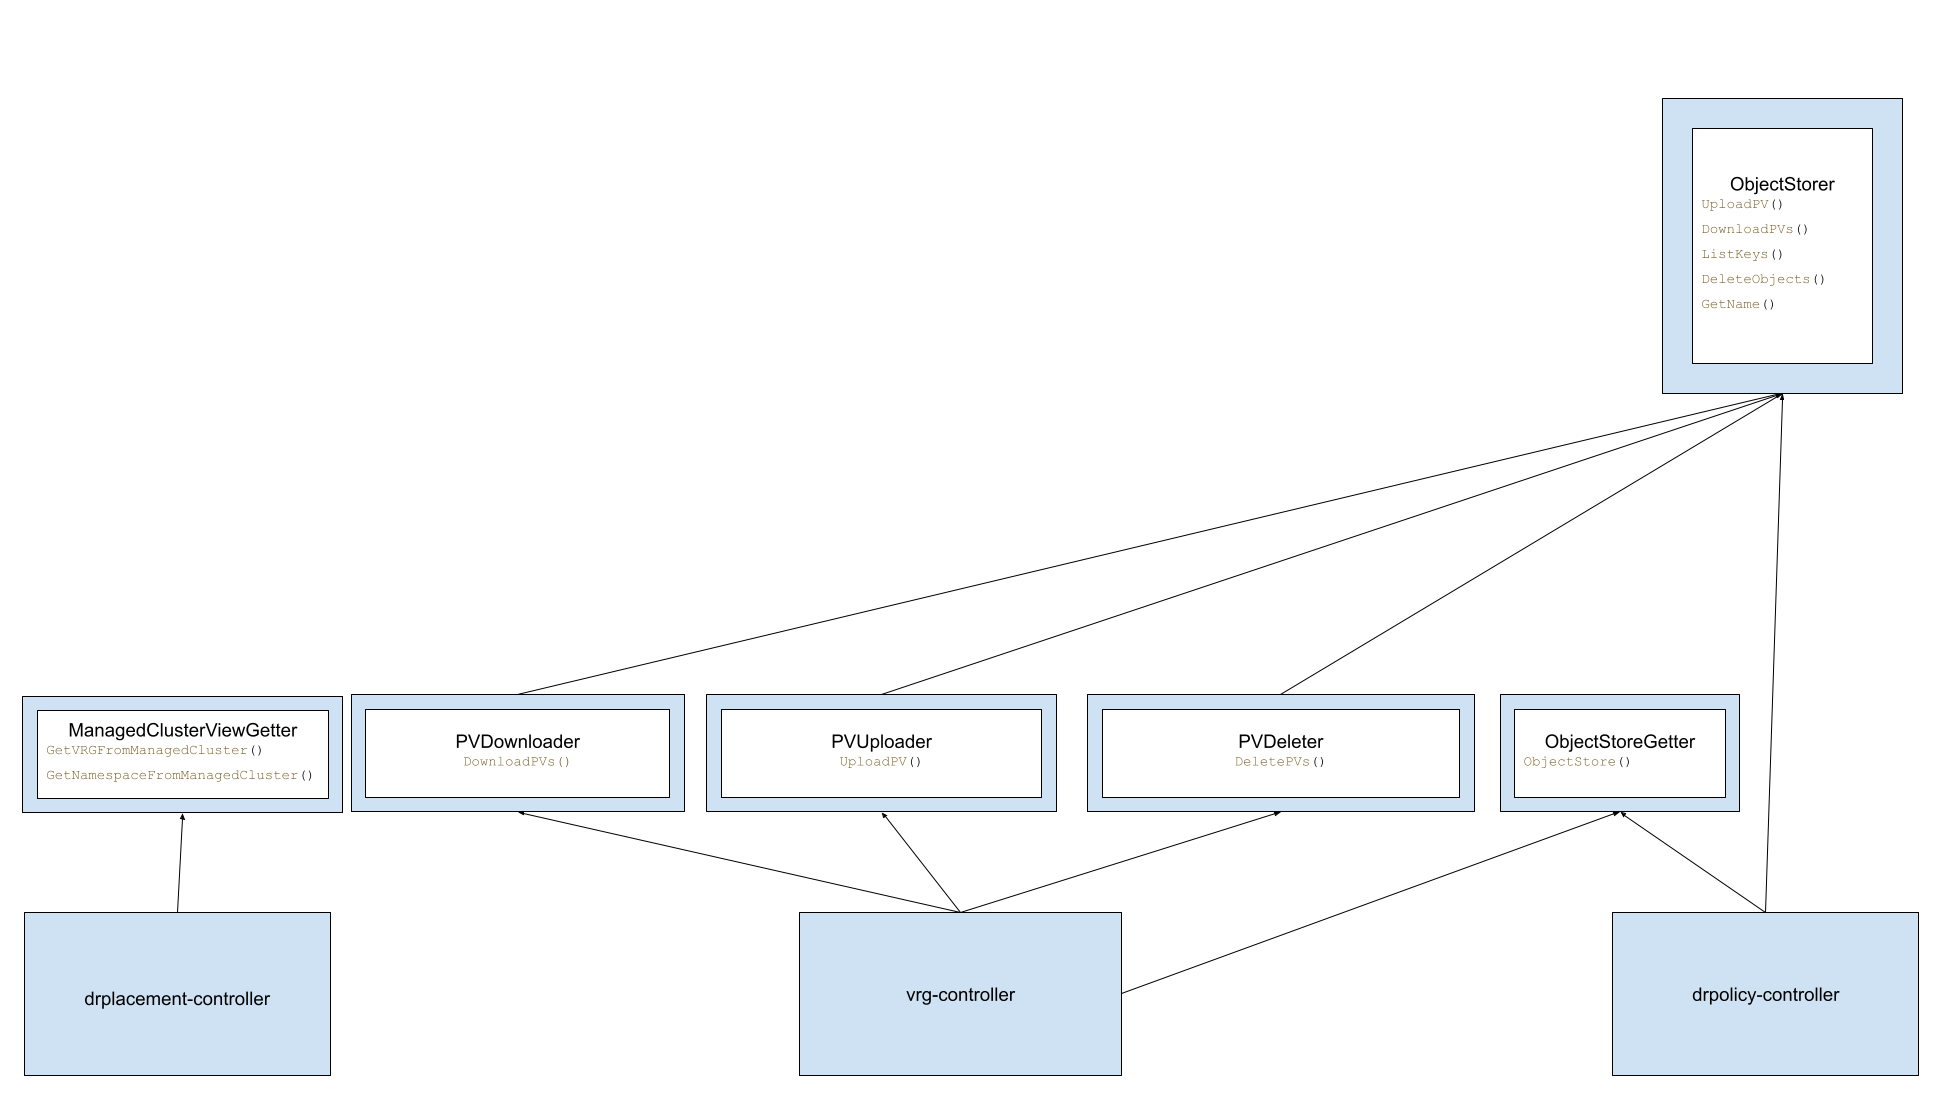 ObjectStorer
UploadPV()
DownloadPVs()
ListKeys()
DeleteObjects()
GetName()
ManagedClusterViewGetter
GetVRGFromManagedCluster()
GetNamespaceFromManagedCluster()
PVDownloader
DownloadPVs()
PVUploader
UploadPV()
PVDeleter
DeletePVs()
ObjectStoreGetter
ObjectStore()
drplacement-controller
vrg-controller
drpolicy-controller